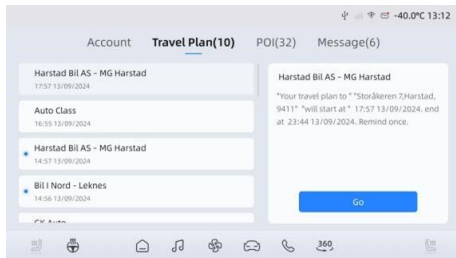 -40.0°C 13:12
Account Travel Plan(10) POI(32) Message(6)
Harstad Bil AS - MG Harstad
17:57 13/09/2024
Auto Class
16:55 13/09/2024
Harstad Bil AS - MG Harstad
14:57 13/09/2024
Bil I Nord - Leknes
14:56 13/09/2024
Harstad Bil AS - MG Harstad
"Your travel plan to " "Storåkeren 7,Harstad,
9411" "will start at " 17:57 13/09/2024. end
at 23:44 13/09/2024. Remind once.
Go
360